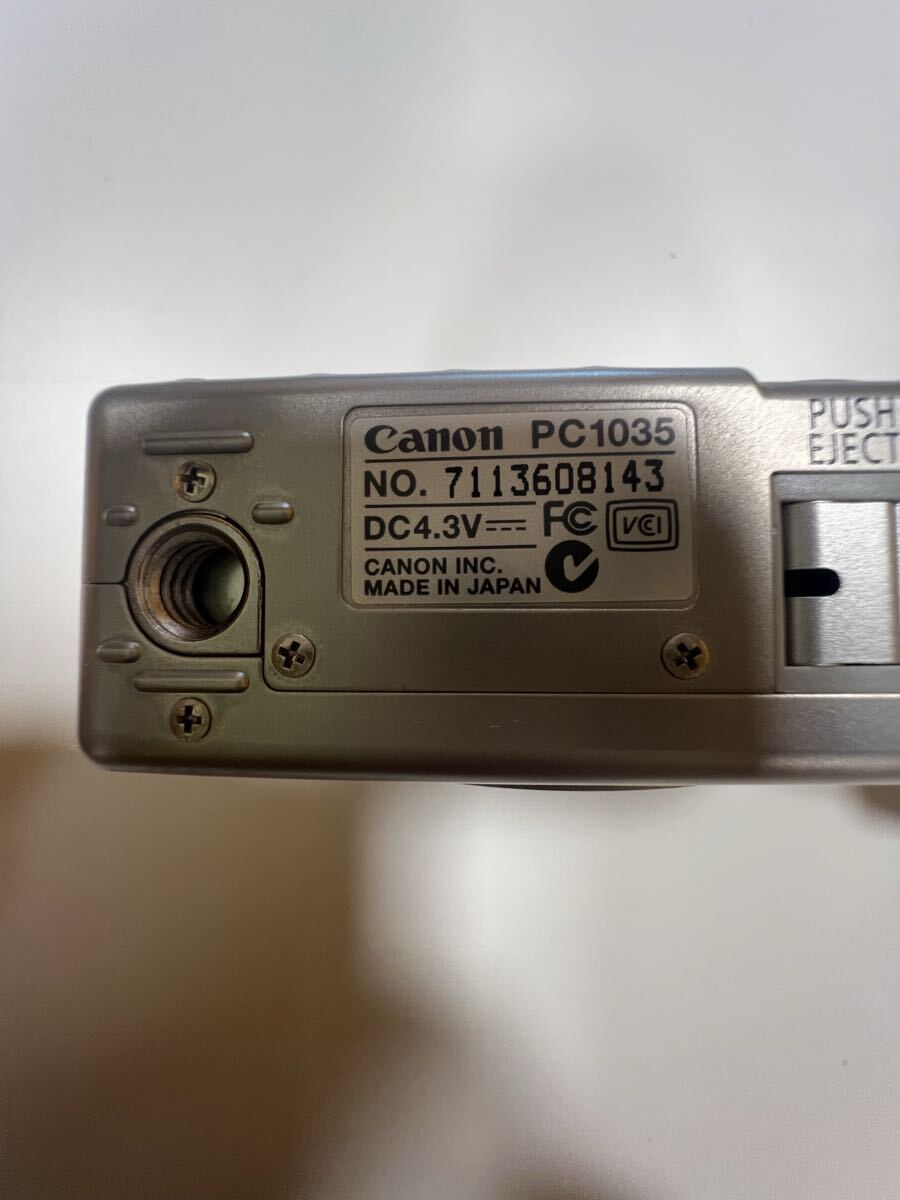 Canon PC1035
NO. 7113608143
DC4.3V
FC
VCI
CANON INC.
MADE IN JAPAN
PUSH
EJECT